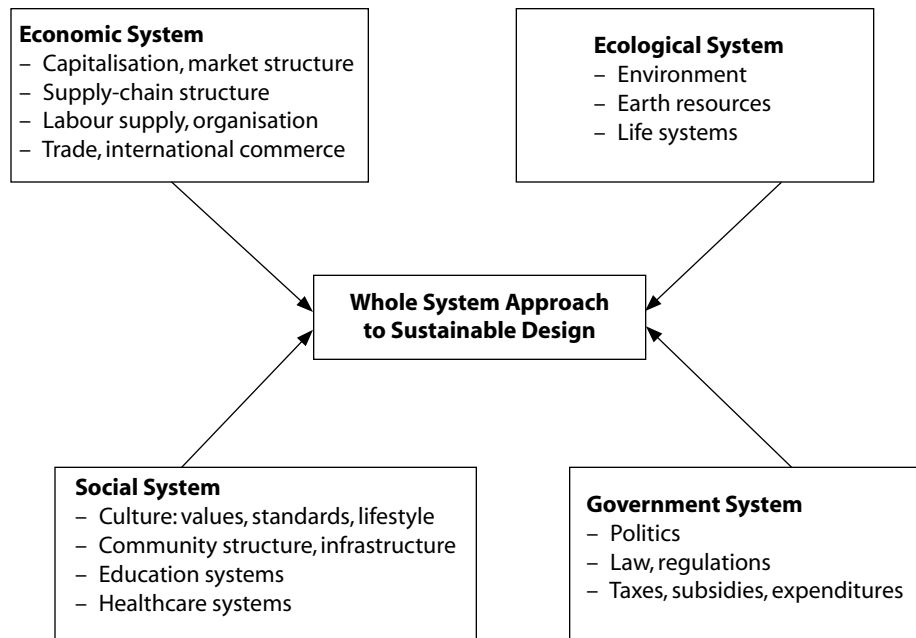 Economic System
– Capitalisation, market structure
– Supply-chain structure
– Labour supply, organisation
– Trade, international commerce
Ecological System
– Environment
– Earth resources
– Life systems
Whole System Approach
to Sustainable Design
Social System
– Culture: values, standards, lifestyle
– Community structure, infrastructure
– Education systems
– Healthcare systems
Government System
– Politics
– Law, regulations
– Taxes, subsidies, expenditures